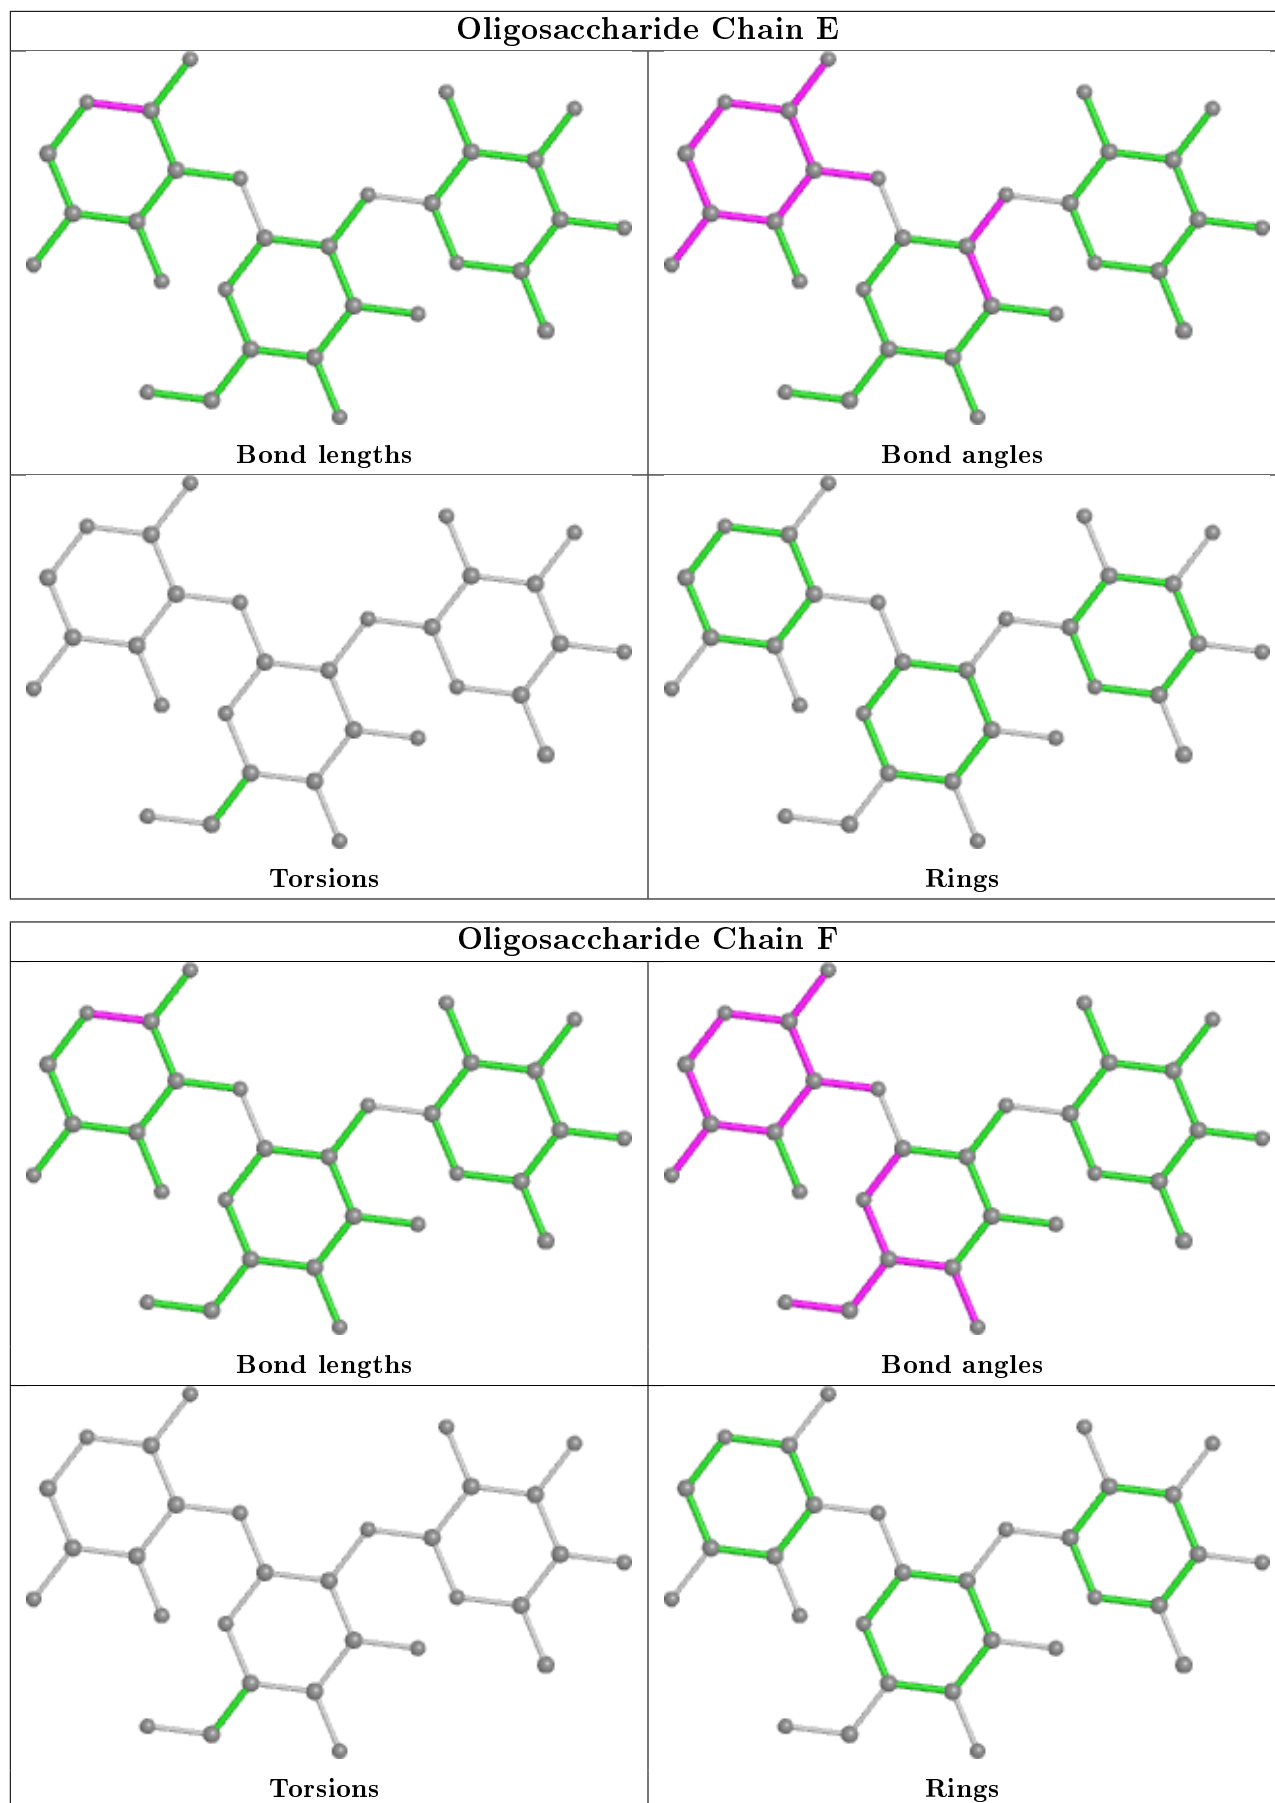 Oligosaccharide Chain E
Bond lengths
Bond angles
Torsions
Rings
Oligosaccharide Chain F
Bond lengths
Bond angles
Torsions
Rings